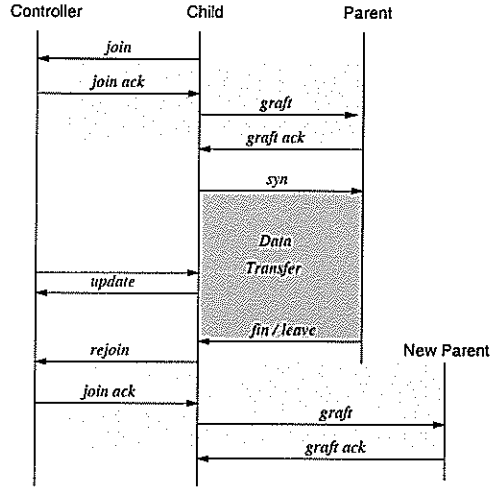 Controller Child Parent
join
join ack
graft
graft ack
syn
Data
Transfer
update
fin / leave
rejoin
New Parent
join ack
graft
graft ack